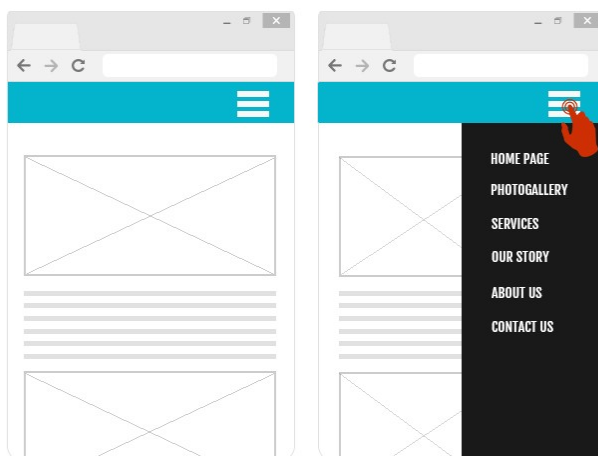 HOME PAGE
PHOTOGALLERY
SERVICES
OUR STORY
ABOUT US
CONTACT US